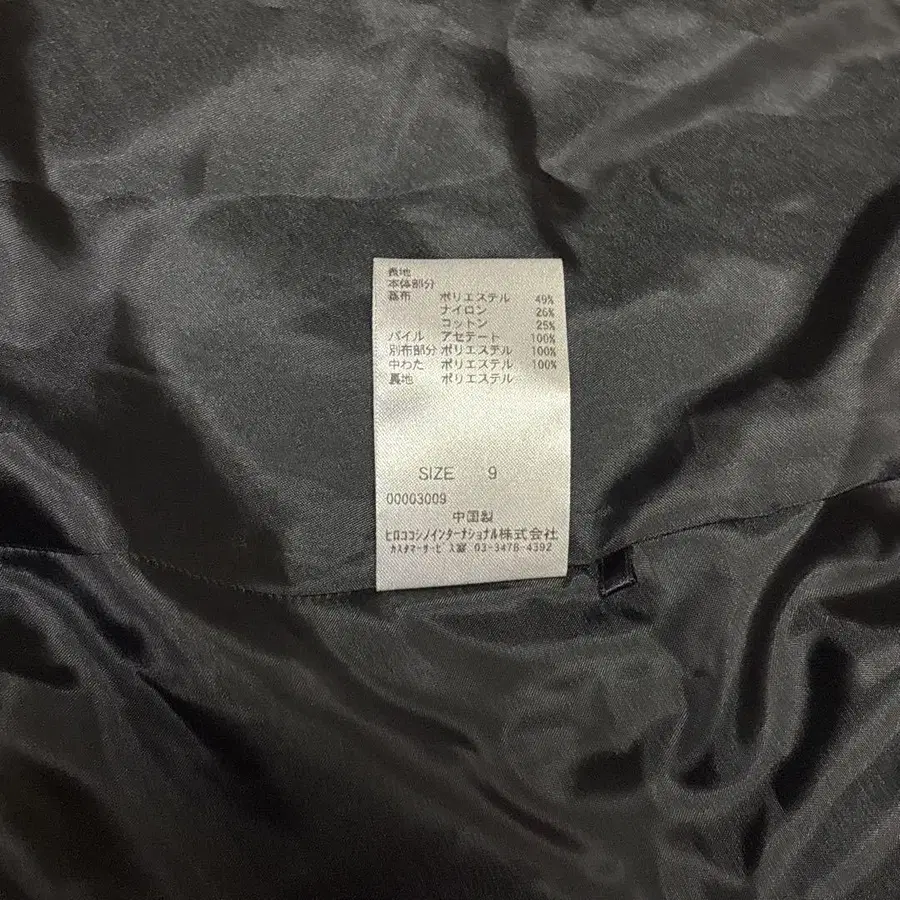 表地
本体部分
基布 ポリエステル 49%
ナイロン 26%
コットン 25%
パイル アセテート 100%
別布部分 ポリエステル 100%
中わた ポリエステル 100%
裏地 ポリエステル
SIZE 9
00003009
中国製
ヒロココシノインターナショナル株式会社
カスタマーサービス室 03-3478-4392